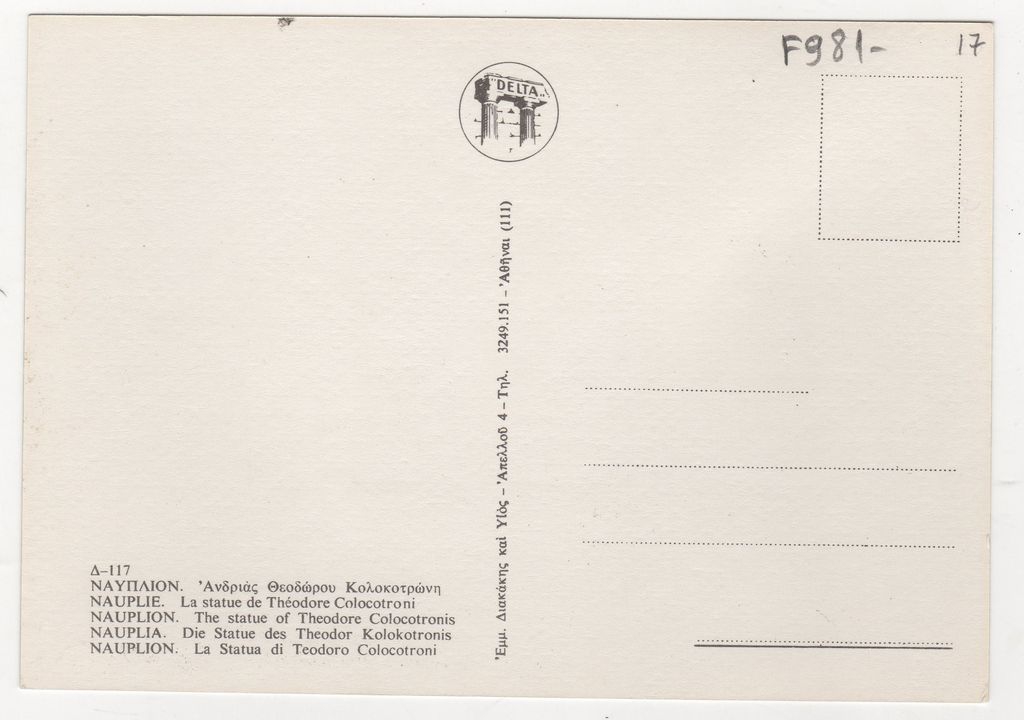 F981- 17
"DELTA"
Δ–117
ΝΑΥΠΛΙΟΝ. Ἀνδριὰς Θεοδώρου Κολοκοτρώνη
NAUPLIE. La statue de Théodore Colocotroni
NAUPLION. The statue of Theodore Colocotronis
NAUPLIA. Die Statue des Theodor Kolokotronis
NAUPLION. La Statua di Teodoro Colocotroni
Ἐμμ. Διακάκης καὶ Υἱὸς – Ἀπελλοῦ 4 – Τηλ. 3249.151 – Ἀθῆναι (111)